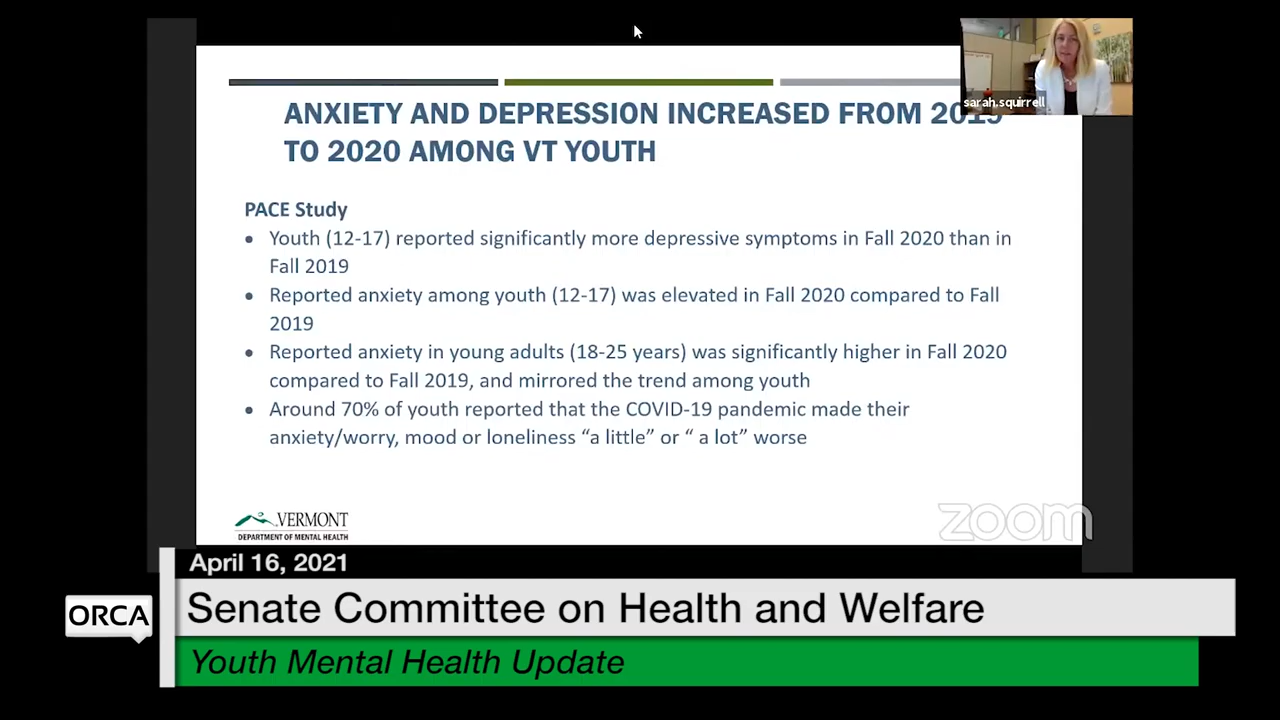 sarah.squirrell
ANXIETY AND DEPRESSION INCREASED FROM 2019
TO 2020 AMONG VT YOUTH
PACE Study
• Youth (12-17) reported significantly more depressive symptoms in Fall 2020 than in
Fall 2019
• Reported anxiety among youth (12-17) was elevated in Fall 2020 compared to Fall
2019
• Reported anxiety in young adults (18-25 years) was significantly higher in Fall 2020
compared to Fall 2019, and mirrored the trend among youth
• Around 70% of youth reported that the COVID-19 pandemic made their
anxiety/worry, mood or loneliness “a little” or “ a lot” worse
VERMONT
DEPARTMENT OF MENTAL HEALTH
zoom
April 16, 2021
ORCA
Senate Committee on Health and Welfare
Youth Mental Health Update